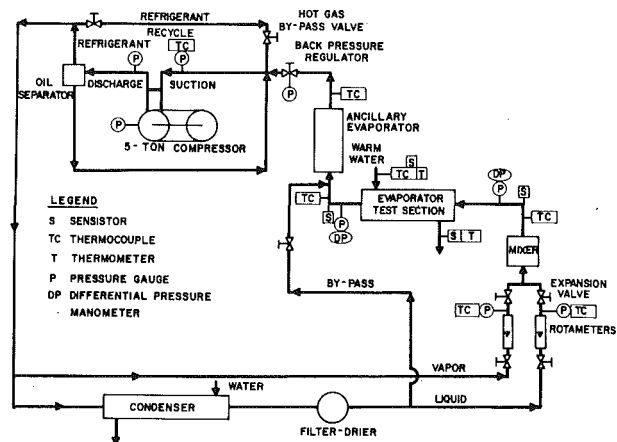 REFRIGERANT
HOT GAS
BY-PASS VALVE
REFRIGERANT
RECYCLE
TC
BACK PRESSURE
REGULATOR
P
P
OIL
SEPARATOR
DISCHARGE
SUCTION
P
TC
P
5-TON COMPRESSOR
ANCILLARY
EVAPORATOR
WARM
WATER
S
TC T
DP
P
S
TC
TC
S
P
DP
EVAPORATOR
TEST SECTION
S T
MIXER
LEGEND
S SENSISTOR
TC THERMOCOUPLE
T THERMOMETER
P PRESSURE GAUGE
DP DIFFERENTIAL PRESSURE
MANOMETER
BY-PASS
EXPANSION
VALVE
TC P
P TC
ROTAMETERS
VAPOR
WATER
LIQUID
CONDENSER
FILTER-DRIER